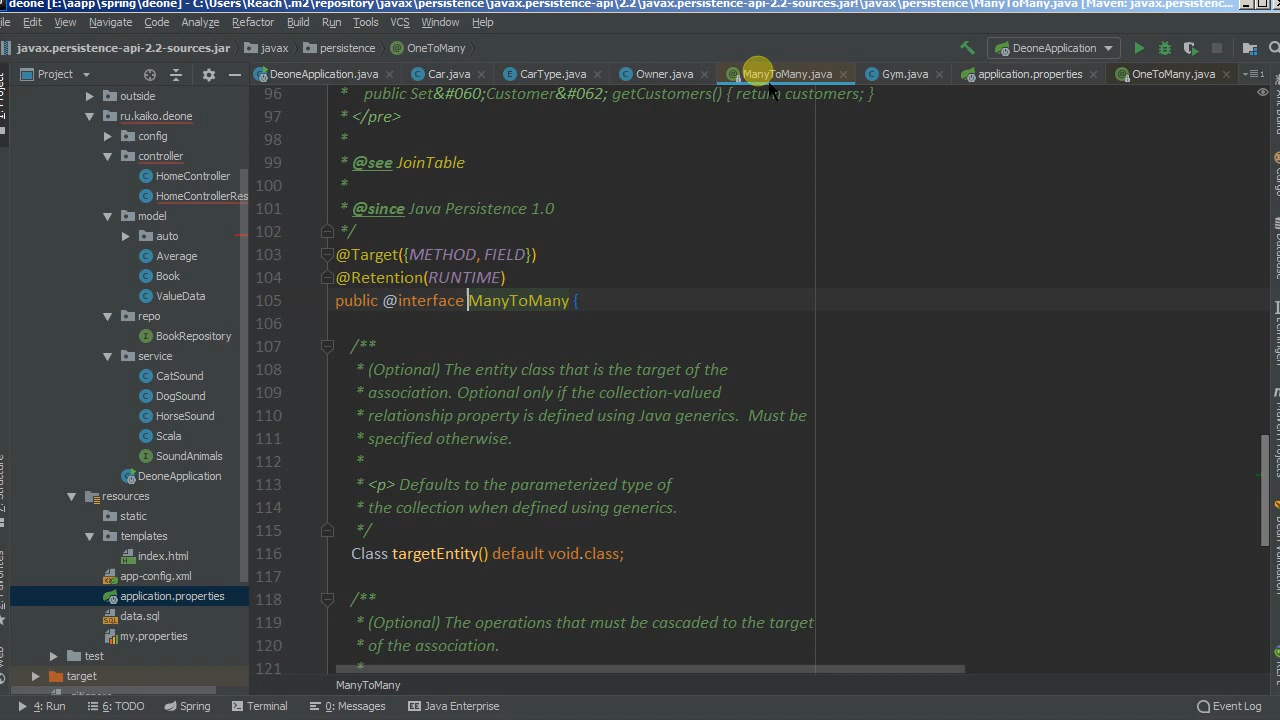 deone [E:\aapp\spring\deone] - C:\Users\Reach\.m2\repository\javax\persistence\javax.persistence-api\2.2\javax.persistence-api-2.2-sources.jar!\javax\persistence\ManyToMany.java [Maven: javax.persistenc...
File Edit View Navigate Code Analyze Refactor Build Run Tools VCS Window Help
javax.persistence-api-2.2-sources.jar javax persistence OneToMany DeoneApplication
Project DeoneApplication.java Car.java CarType.java Owner.java ManyToMany.java Gym.java application.properties OneToMany.java
outside
ru.kaiko.deone
config
controller
HomeController
HomeControllerRes
model
auto
Average
Book
ValueData
repo
BookRepository
service
CatSound
DogSound
HorseSound
Scala
SoundAnimals
DeoneApplication
resources
static
templates
index.html
app-config.xml
application.properties
data.sql
my.properties
test
target
.gitignore
96 * public Set&#060;Customer&#062; getCustomers() { return customers; }
97 * </pre>
98 *
99 * @see JoinTable
100 *
101 * @since Java Persistence 1.0
102 */
103 @Target({METHOD, FIELD})
104 @Retention(RUNTIME)
105 public @interface ManyToMany {
106
107 /**
108 * (Optional) The entity class that is the target of the
109 * association. Optional only if the collection-valued
110 * relationship property is defined using Java generics.  Must be
111 * specified otherwise.
112 *
113 * <p> Defaults to the parameterized type of
114 * the collection when defined using generics.
115 */
116 Class targetEntity() default void.class;
117
118 /**
119 * (Optional) The operations that must be cascaded to the target
120 * of the association.
121 *
ManyToMany
4: Run 6: TODO Spring Terminal 0: Messages Java Enterprise Event Log